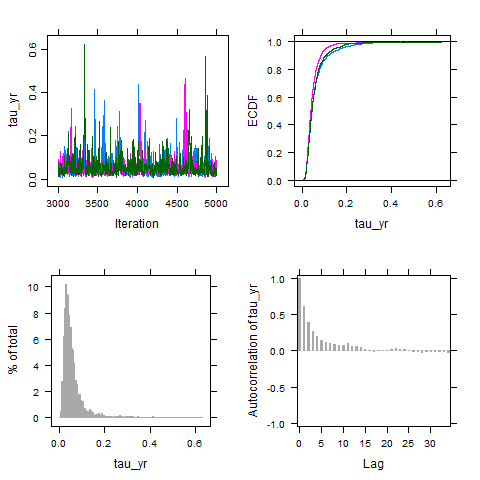 tau_yr
0.0 0.2 0.4 0.6
3000 3500 4000 4500 5000
Iteration
ECDF
0.0 0.2 0.4 0.6 0.8 1.0
0.0 0.2 0.4 0.6
tau_yr
% of total
0 2 4 6 8 10
0.0 0.2 0.4 0.6
tau_yr
Autocorrelation of tau_yr
-1.0 -0.5 0.0 0.5 1.0
0 5 10 15 20 25 30
Lag